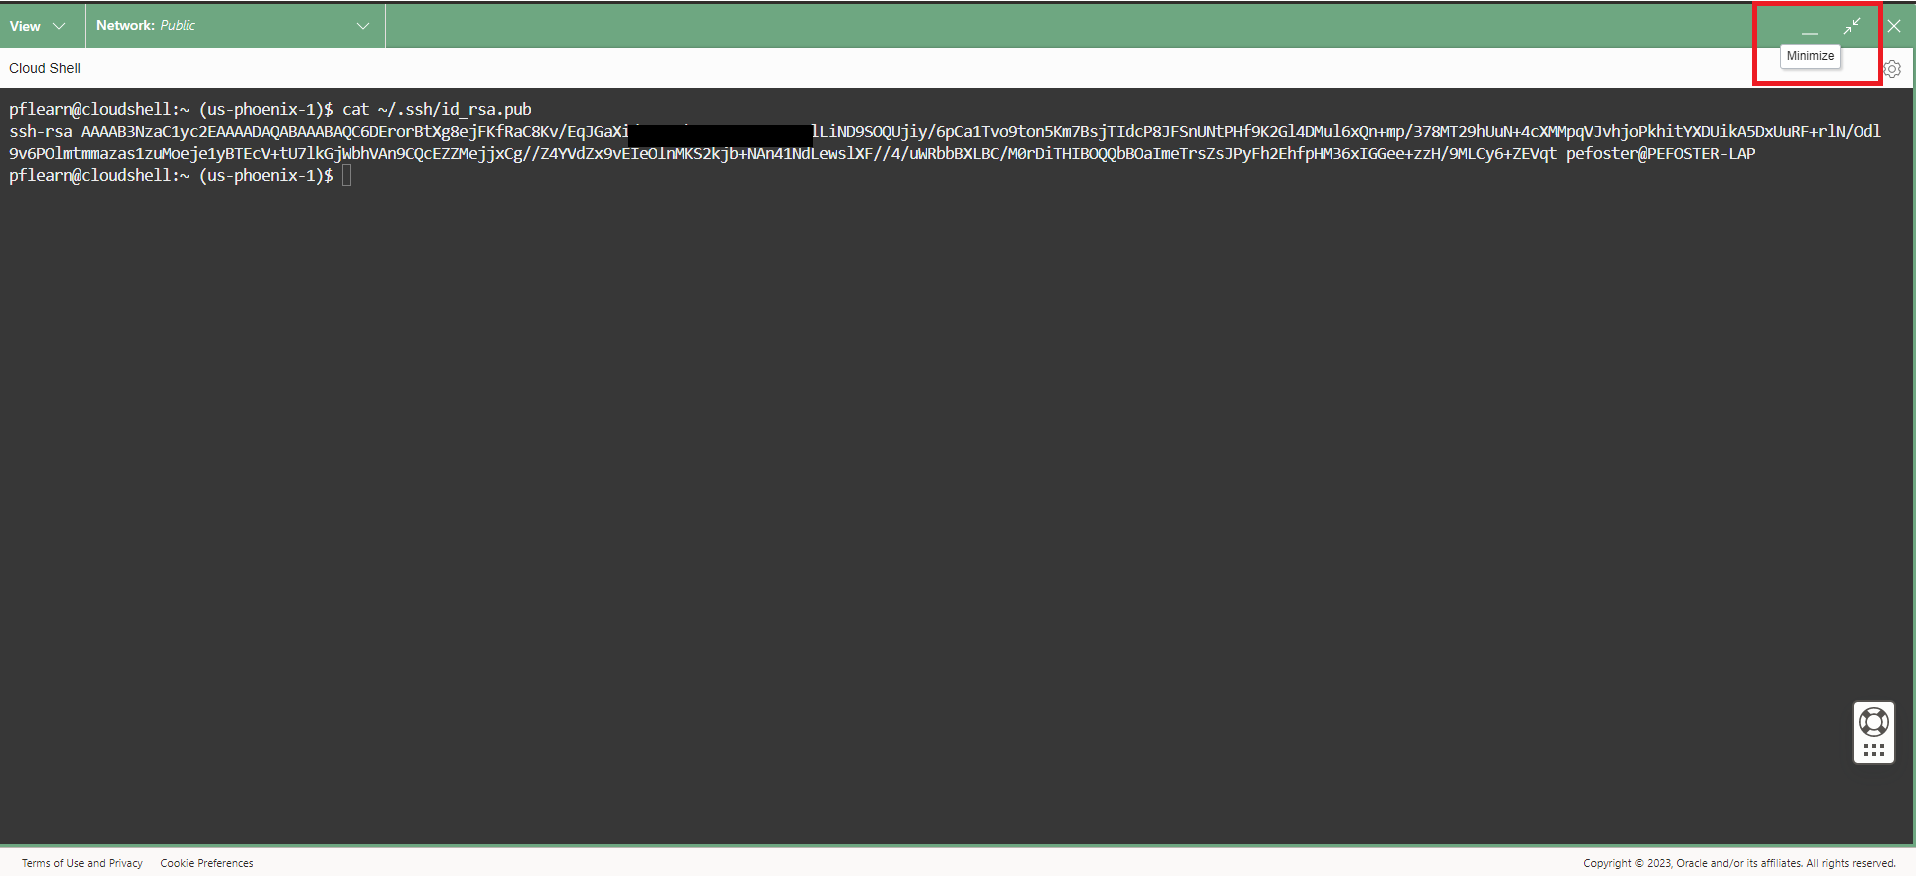 View
Network: Public
Minimize
Cloud Shell
pflearn@cloudshell:~ (us-phoenix-1)$ cat ~/.ssh/id_rsa.pub
ssh-rsa AAAAB3NzaC1yc2EAAAADAQABAAABAQC6DErorBtXg8ejFKfRaC8Kv/EqJGaXi lLiND9SOQUjiy/6pCa1Tvo9ton5Km7BsjTIdcP8JFSnUNtPHf9K2Gl4DMul6xQn+mp/378MT29hUuN+4cXMMpqVJvhjoPkhitYXDUikA5DxUuRF+rlN/Odl
9v6POlmtmmazas1zuMoeje1yBTEcV+tU7lkGjWbhVAn9CQcEZZMejjxCg//Z4YVdZx9vEIeOlnMKS2kjb+NAn41NdLewslXF//4/uWRbbBXLBC/M0rDiTHIBOQQbBOaImeTrsZsJPyFh2EhfpHM36xIGGee+zzH/9MLCy6+ZEVqt pefoster@PEFOSTER-LAP
pflearn@cloudshell:~ (us-phoenix-1)$
Terms of Use and Privacy
Cookie Preferences
Copyright © 2023, Oracle and/or its affiliates. All rights reserved.